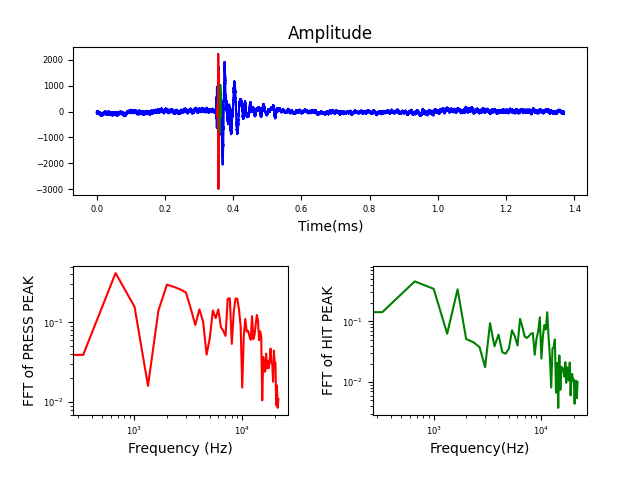 Amplitude
2000
1000
0
−1000
−2000
−3000
0.0 0.2 0.4 0.6 0.8 1.0 1.2 1.4
Time(ms)
FFT of PRESS PEAK
10⁻¹
10⁻²
10³ 10⁴
Frequency (Hz)
FFT of HIT PEAK
10⁻¹
10⁻²
10³ 10⁴
Frequency(Hz)